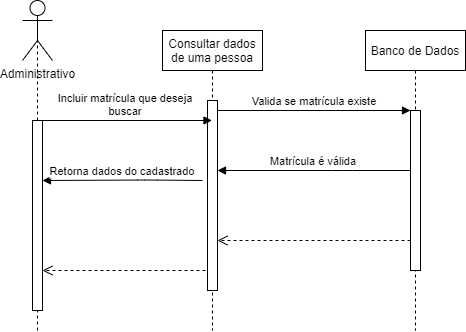 Administrativo
Consultar dados
de uma pessoa
Banco de Dados
Incluir matrícula que deseja
buscar
Valida se matrícula existe
Matrícula é válida
Retorna dados do cadastrado